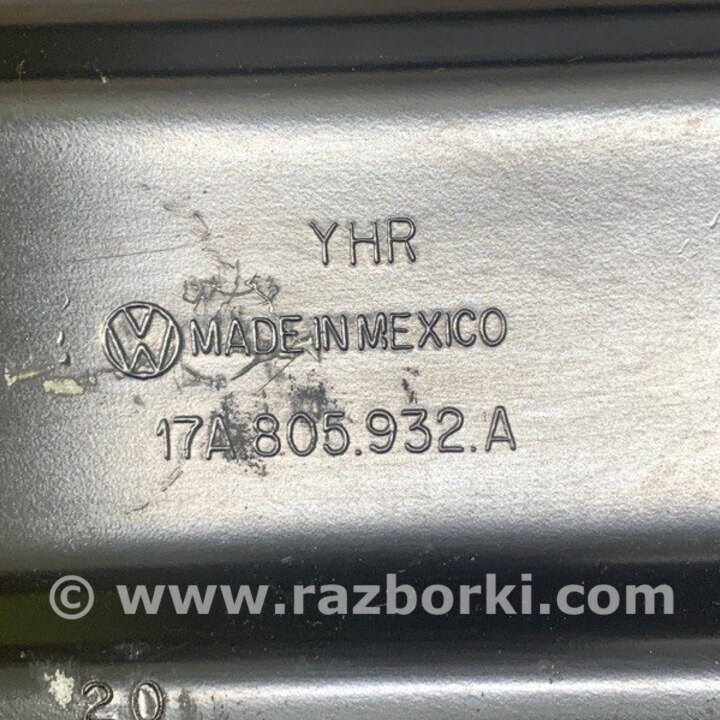 YHR
MADE IN MEXICO
17A 805.932.A
© www.razborki.com
20